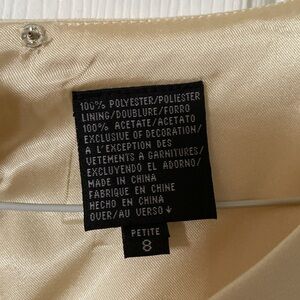 100% POLYESTER/POLIESTER
LINING/DOUBLURE/FORRO
100% ACETATE/ACETATO
EXCLUSIVE OF DECORATION/
A L'EXCEPTION DES
VETEMENTS A GARNITURES/
EXCLUYENDO EL ADORNO/
MADE IN CHINA
FABRIQUE EN CHINE
HECHO EN CHINA
OVER/AU VERSO↓
PETITE
8